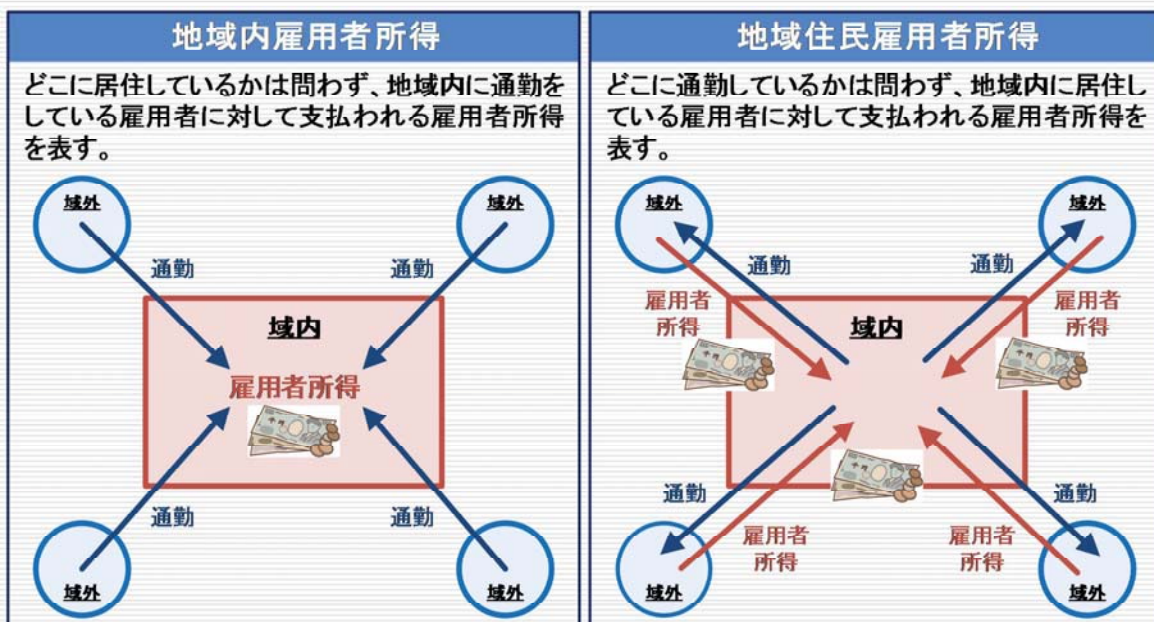 地域内雇用者所得
どこに居住しているかは問わず、地域内に通勤を
している雇用者に対して支払われる雇用者所得
を表す。
域外
域外
通勤
通勤
域内
雇用者所得
通勤
通勤
域外
域外
地域住民雇用者所得
どこに通勤しているかは問わず、地域内に居住し
ている雇用者に対して支払われる雇用者所得を
表す。
域外
域外
通勤
通勤
雇用者
所得
域内
雇用者
所得
通勤
通勤
雇用者
所得
雇用者
所得
域外
域外